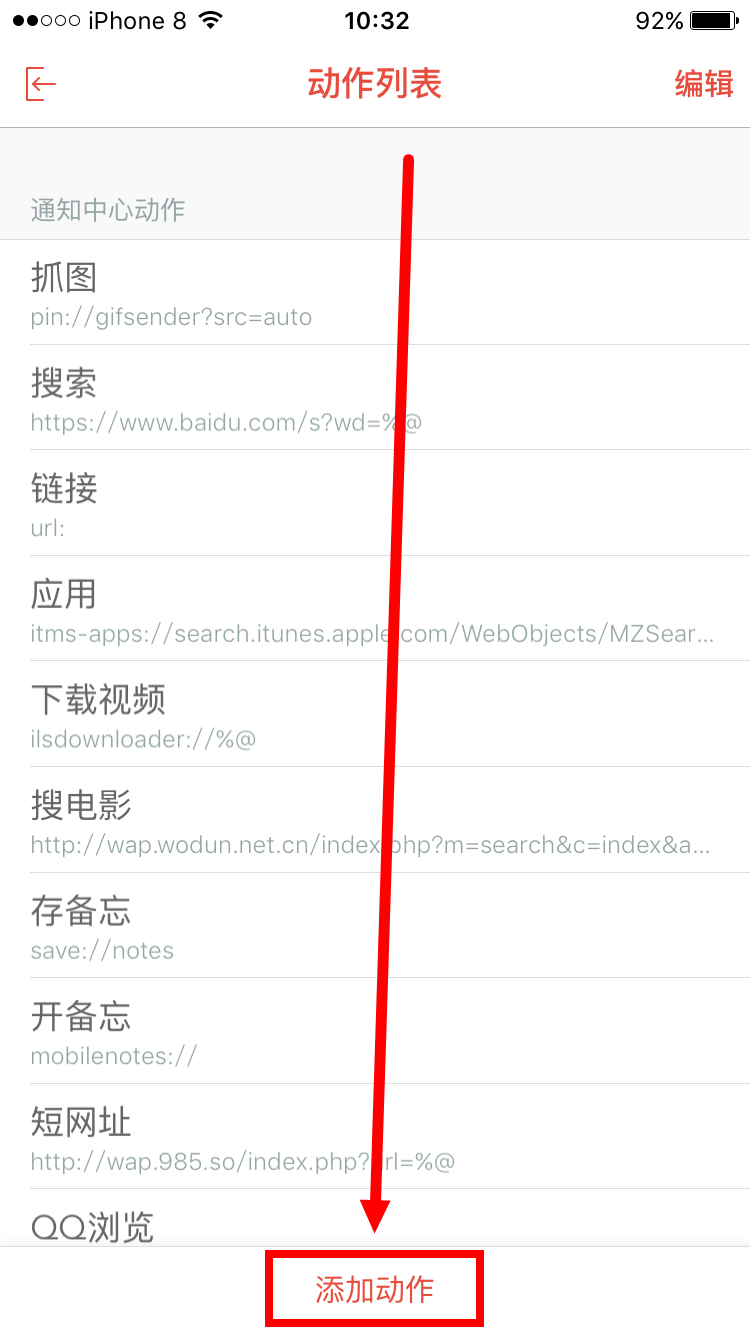 iPhone 8 10:32 92%
动作列表 编辑
通知中心动作
抓图
pin://gifsender?src=auto
搜索
https://www.baidu.com/s?wd=%@
链接
url:
应用
itms-apps://search.itunes.apple.com/WebObjects/MZSear...
下载视频
ilsdownloader://%@
搜电影
http://wap.wodun.net.cn/index.php?m=search&c=index&a...
存备忘
save://notes
开备忘
mobilenotes://
短网址
http://wap.985.so/index.php?url=%@
QQ浏览
添加动作